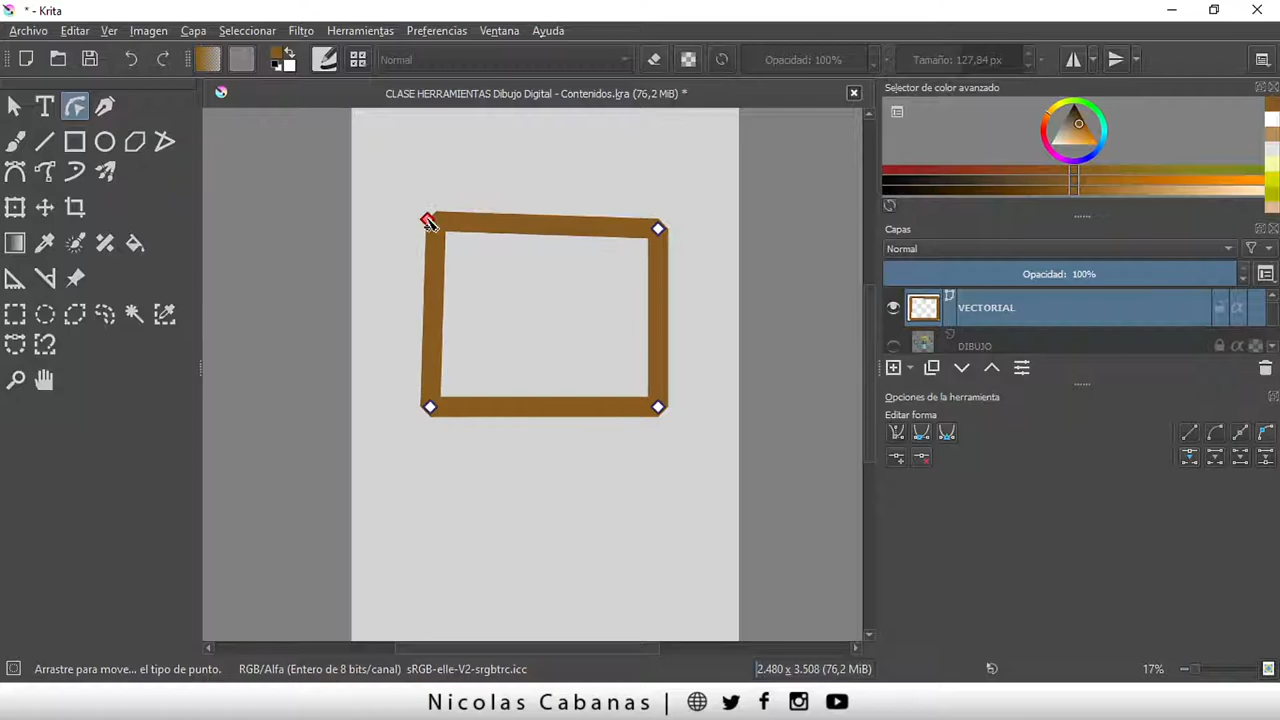 * - Krita
Archivo Editar Ver Imagen Capa Seleccionar Filtro Herramientas Preferencias Ventana Ayuda
Normal Opacidad: 100% Tamaño: 127,84 px
CLASE HERRAMIENTAS Dibujo Digital - Contenidos.kra (76,2 MiB) *
Selector de color avanzado
Capas
Normal
Opacidad: 100%
VECTORIAL
DIBUJO
Opciones de la herramienta
Editar forma
Arrastre para move... el tipo de punto. RGB/Alfa (Entero de 8 bits/canal) sRGB-elle-V2-srgbtrc.icc 2.480 x 3.508 (76,2 MiB) 17%
Nicolas Cabanas |